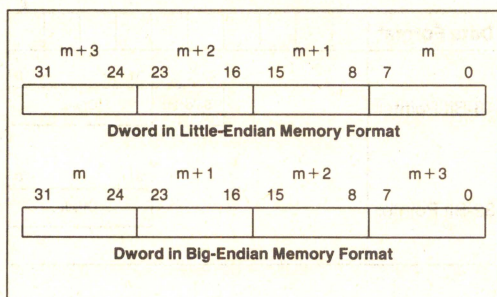 m+3 m+2 m+1 m
31 24 23 16 15 8 7 0
Dword in Little-Endian Memory Format
m m+1 m+2 m+3
31 24 23 16 15 8 7 0
Dword in Big-Endian Memory Format